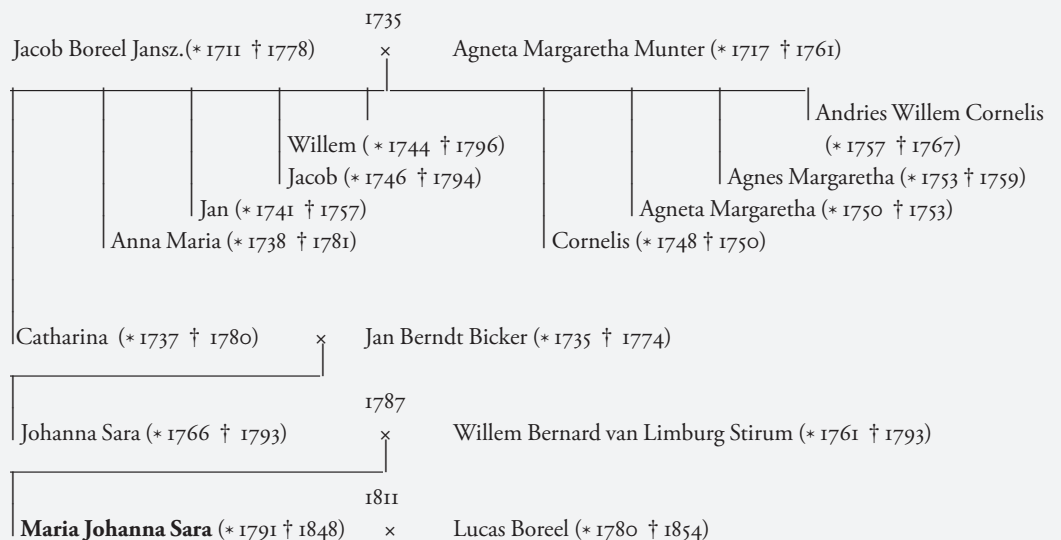 1735
Jacob Boreel Jansz.(* 1711 † 1778) × Agneta Margaretha Munter (* 1717 † 1761)
Andries Willem Cornelis
(* 1757 † 1767)
Willem ( * 1744 † 1796)
Jacob (* 1746 † 1794)
Agnes Margaretha (* 1753 † 1759)
Jan (* 1741 † 1757)
Agneta Margaretha (* 1750 † 1753)
Anna Maria (* 1738 † 1781)
Cornelis (* 1748 † 1750)
Catharina (* 1737 † 1780) × Jan Berndt Bicker (* 1735 † 1774)
1787
Johanna Sara (* 1766 † 1793) × Willem Bernard van Limburg Stirum (* 1761 † 1793)
1811
Maria Johanna Sara (* 1791 † 1848) × Lucas Boreel (* 1780 † 1854)